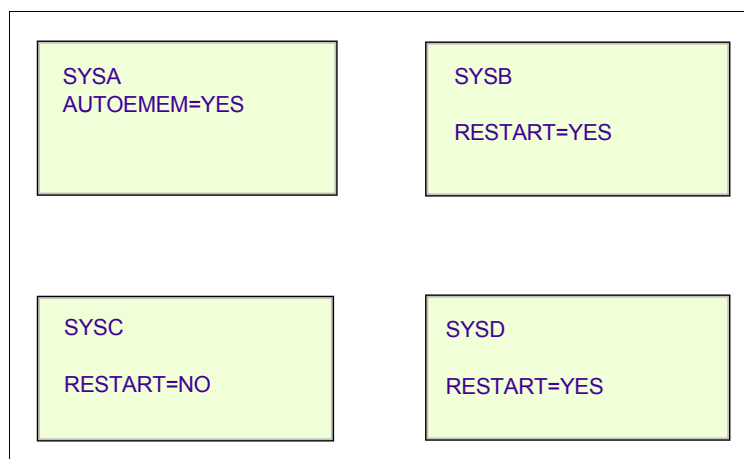 SYSA
AUTOEMEM=YES
SYSB
RESTART=YES
SYSC
RESTART=NO
SYSD
RESTART=YES